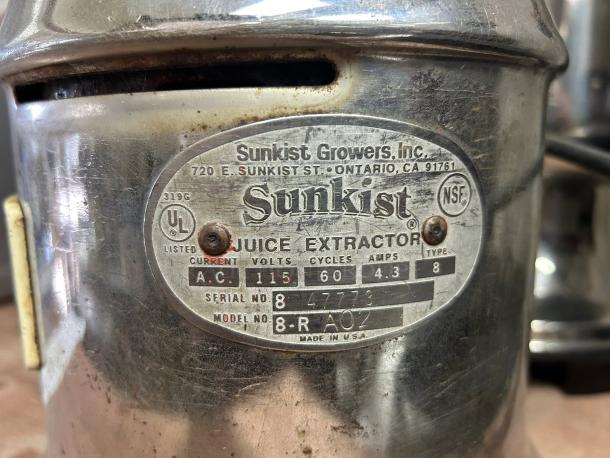 Sunkist Growers, Inc.
720 E. SUNKIST ST. • ONTARIO, CA 91761
319G
UL
LISTED
Sunkist®
NSF
JUICE EXTRACTOR
CURRENT VOLTS CYCLES AMPS TYPE
A.C. 115 60 4.3 8
SERIAL NO. 8 47773
MODEL NO. 8-R A02
MADE IN U.S.A.